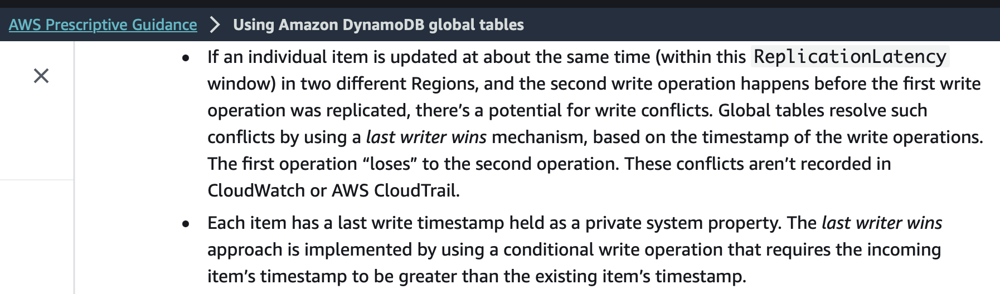 AWS Prescriptive Guidance > Using Amazon DynamoDB global tables
• If an individual item is updated at about the same time (within this ReplicationLatency
window) in two different Regions, and the second write operation happens before the first write
operation was replicated, there’s a potential for write conflicts. Global tables resolve such
conflicts by using a last writer wins mechanism, based on the timestamp of the write operations.
The first operation “loses” to the second operation. These conflicts aren’t recorded in
CloudWatch or AWS CloudTrail.
• Each item has a last write timestamp held as a private system property. The last writer wins
approach is implemented by using a conditional write operation that requires the incoming
item’s timestamp to be greater than the existing item’s timestamp.